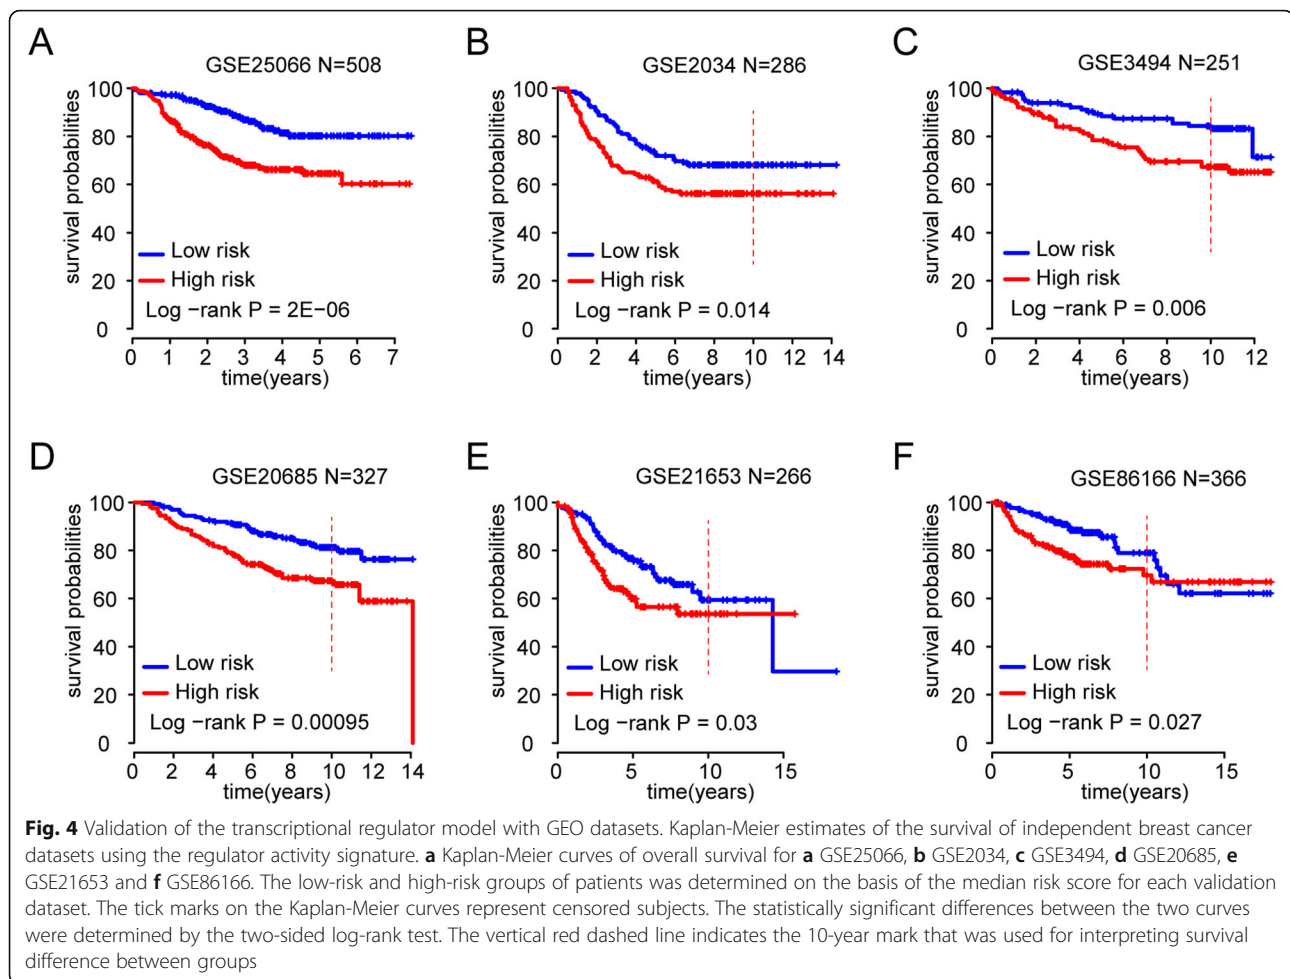 A
GSE25066 N=508
survival probabilities
100
80
60
40
20
0
Low risk
High risk
Log −rank P = 2E−06
0 1 2 3 4 5 6 7
time(years)
B
GSE2034 N=286
survival probabilities
100
80
60
40
20
0
Low risk
High risk
Log −rank P = 0.014
0 2 4 6 8 10 12 14
time(years)
C
GSE3494 N=251
survival probabilities
100
80
60
40
20
0
Low risk
High risk
Log −rank P = 0.006
0 2 4 6 8 10 12
time(years)
D
GSE20685 N=327
survival probabilities
100
80
60
40
20
0
Low risk
High risk
Log −rank P = 0.00095
0 2 4 6 8 10 12 14
time(years)
E
GSE21653 N=266
survival probabilities
100
80
60
40
20
0
Low risk
High risk
Log −rank P = 0.03
0 5 10 15
time(years)
F
GSE86166 N=366
survival probabilities
100
80
60
40
20
0
Low risk
High risk
Log −rank P = 0.027
0 5 10 15
time(years)
Fig. 4 Validation of the transcriptional regulator model with GEO datasets. Kaplan-Meier estimates of the survival of independent breast cancer
datasets using the regulator activity signature. a Kaplan-Meier curves of overall survival for a GSE25066, b GSE2034, c GSE3494, d GSE20685, e
GSE21653 and f GSE86166. The low-risk and high-risk groups of patients was determined on the basis of the median risk score for each validation
dataset. The tick marks on the Kaplan-Meier curves represent censored subjects. The statistically significant differences between the two curves
were determined by the two-sided log-rank test. The vertical red dashed line indicates the 10-year mark that was used for interpreting survival
difference between groups